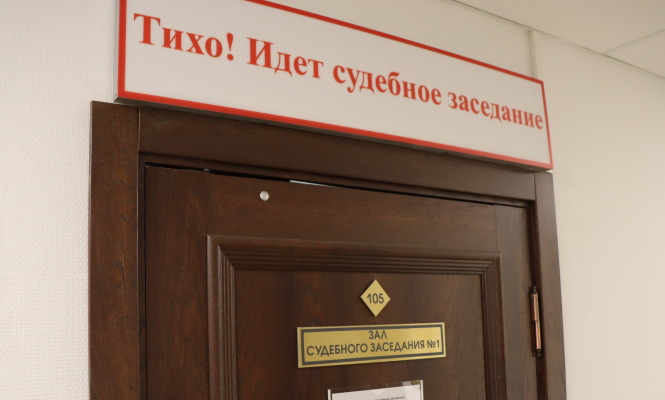 Тихо! Идет судебное заседание
105
ЗАЛ
СУДЕБНОГО ЗАСЕДАНИЯ №1